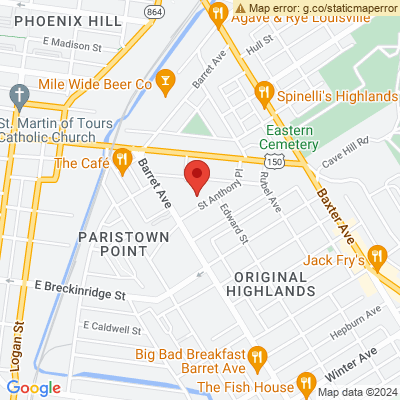 Map error: g.co/staticmaperror
PHOENIX HILL
864
Agave & Rye Louisville
E Madison St
Hull St
Barret Ave
Mile Wide Beer Co
Spinelli's Highlands
St. Martin of Tours
Catholic Church
Eastern
Cemetery
Cave Hill Rd
The Café
150
Barret Ave
St Anthony Pl
Rubel Ave
Edward St
Baxter Ave
PARISTOWN
POINT
Jack Fry's
E Breckinridge St
ORIGINAL
HIGHLANDS
E Caldwell St
Logan St
Hepburn Ave
Big Bad Breakfast
Barret Ave
Winter Ave
The Fish House
Google
Map data ©2024